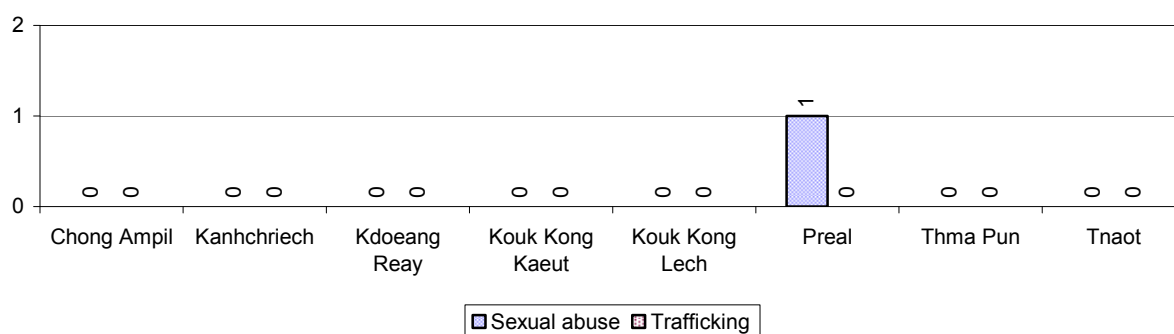 2
1
0
1
0 0 0 0 0 0 0 0 0 0 0 0 0 0 0
Chong Ampil Kanhchriech Kdoeang Reay Kouk Kong Kaeut Kouk Kong Lech Preal Thma Pun Tnaot
Sexual abuse Trafficking